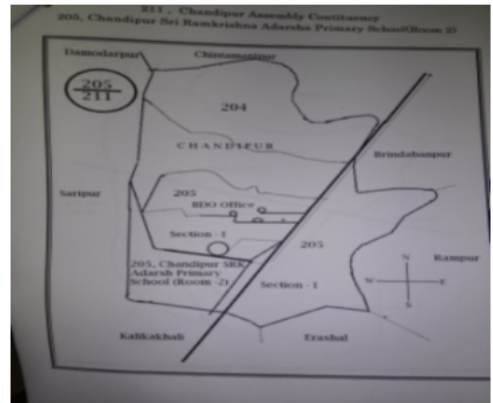 211, Chandipur Assembly Contituency
205, Chandipur Sri Ramkrishna Adarsha Primary School(Room 2)
Damodarpur
Chintamanipur
205
211
204
CHANDIPUR
Brindabanpur
Saripur
205
BDO Office
Section - I
205
205, Chandipur SRK
Adarsh Primary
School (Room -2)
Section - I
N
Rampur
W
E
S
Kalikakhali
Erashal